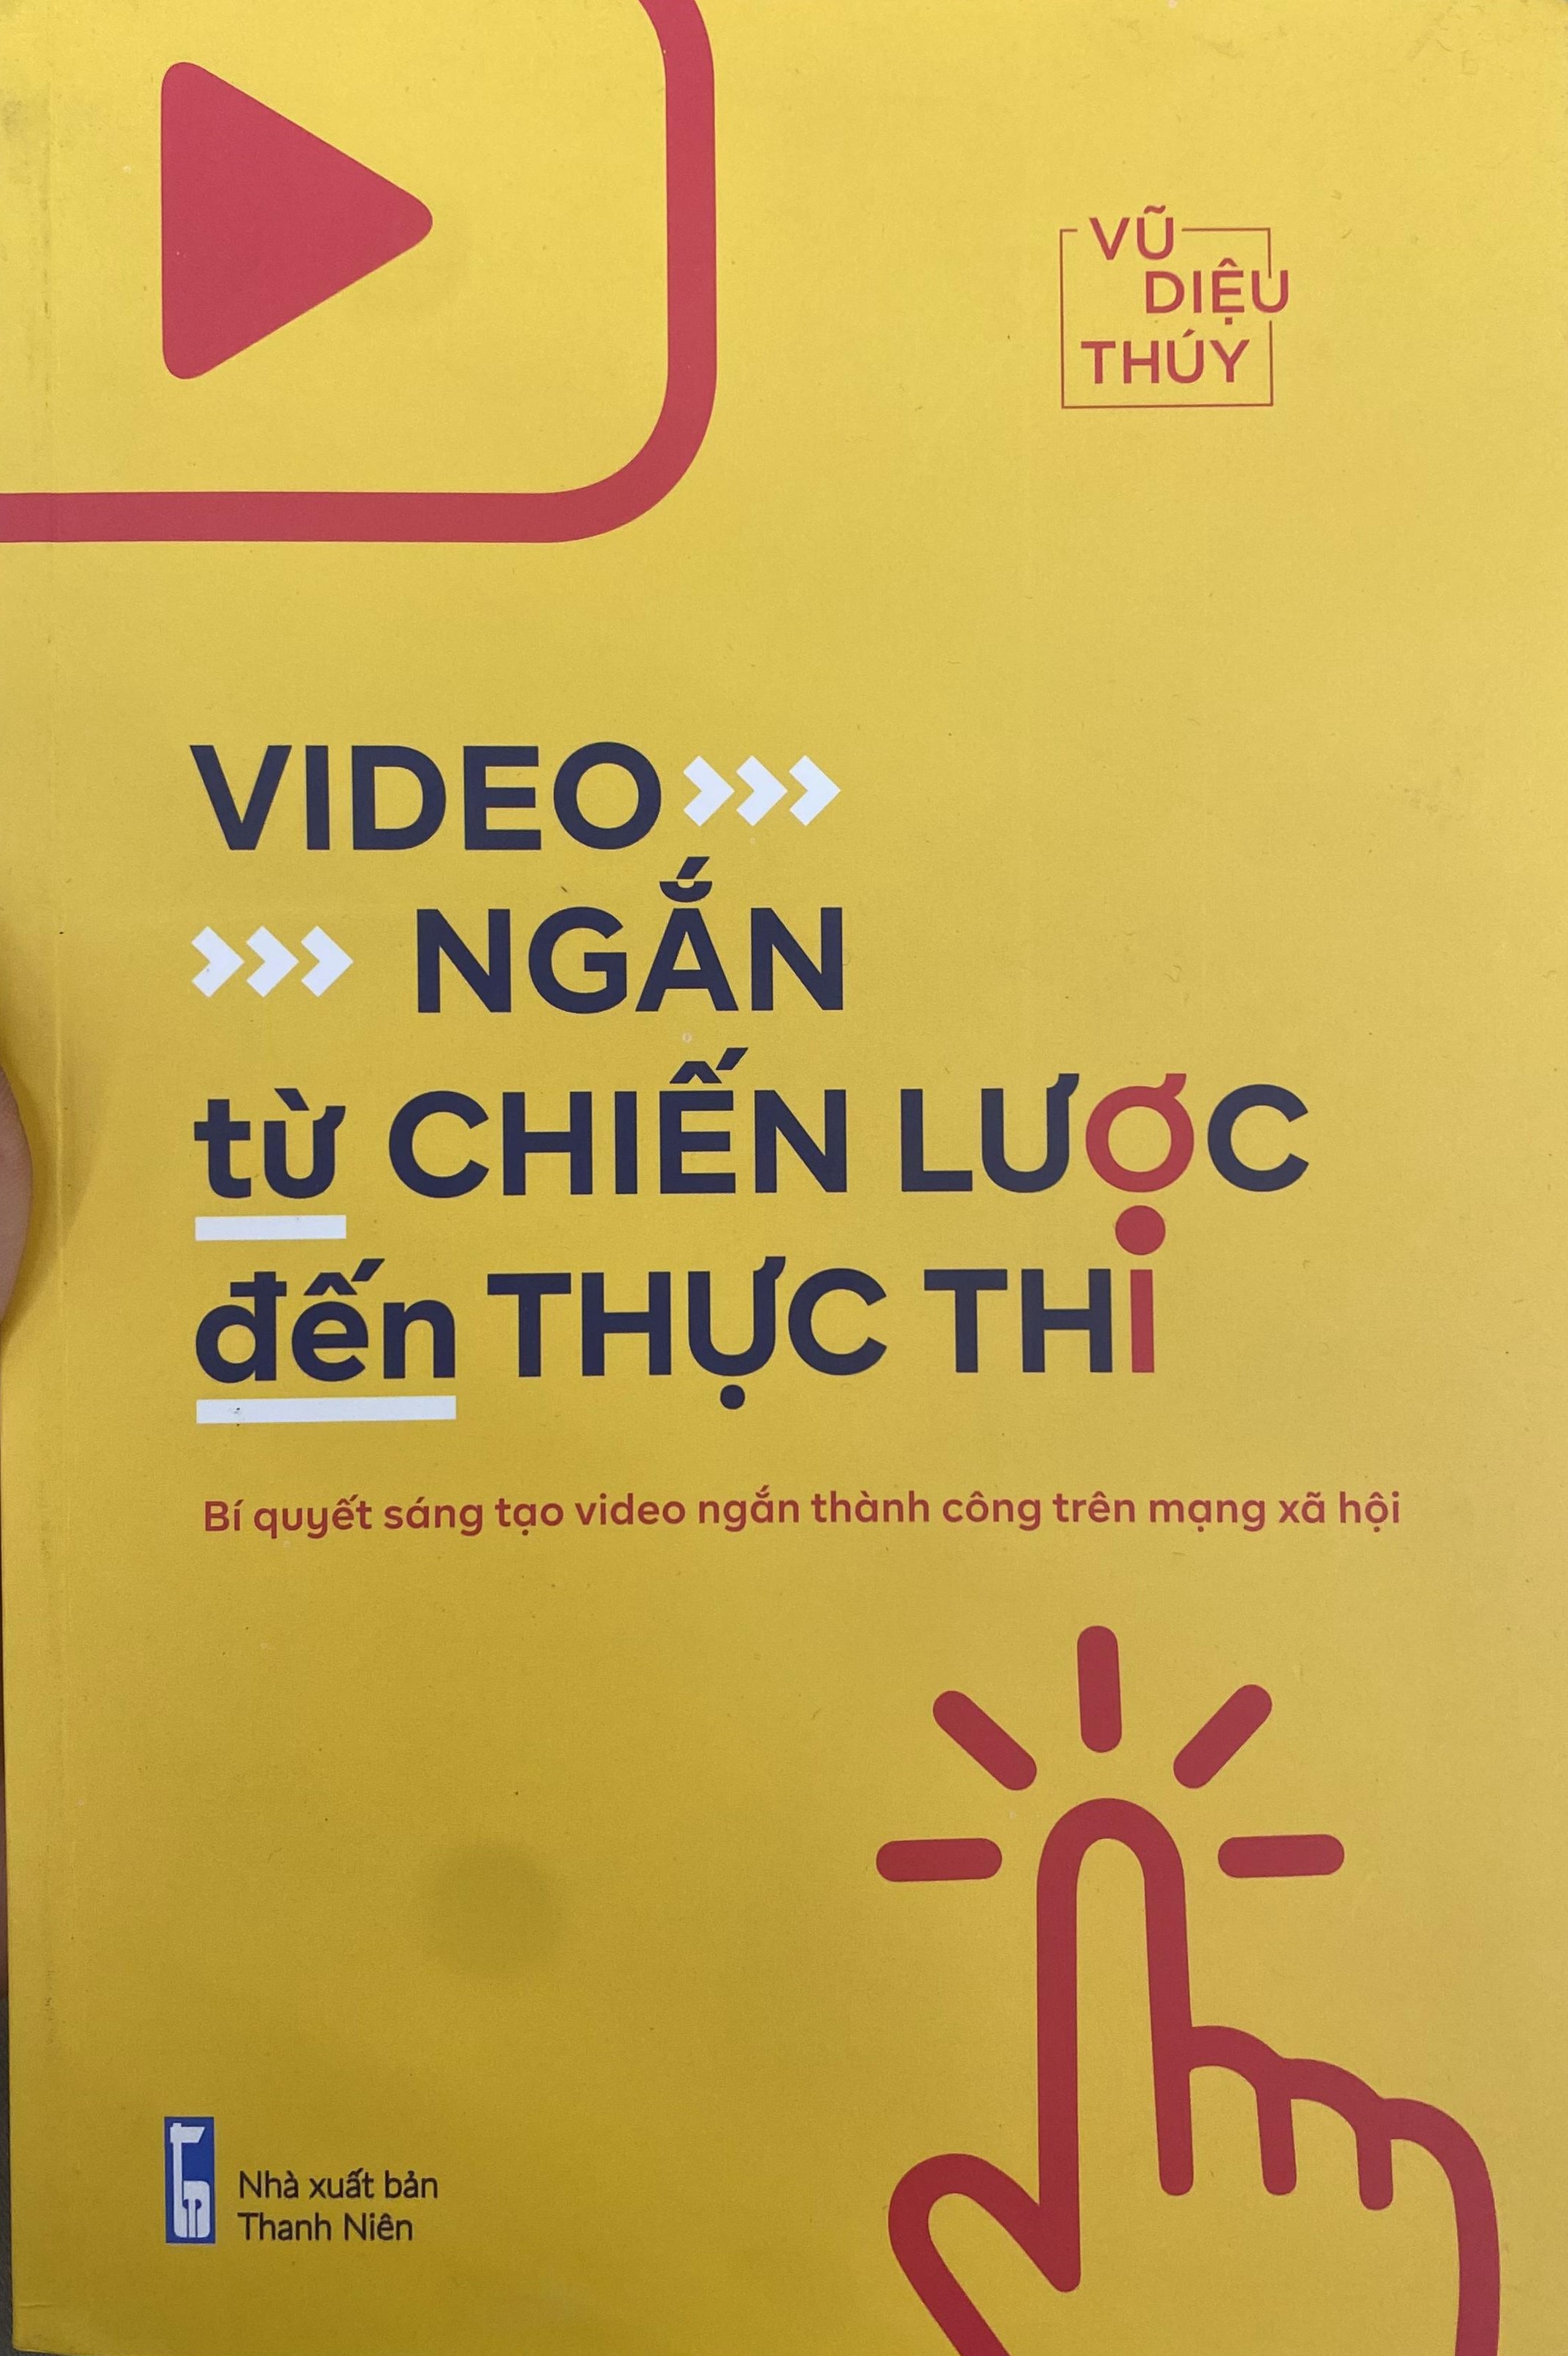 VŨ
DIỆU
THÚY
VIDEO
NGẮN
từ CHIẾN LƯỢC
đến THỰC THi
Bí quyết sáng tạo video ngắn thành công trên mạng xã hội
Nhà xuất bản
Thanh Niên